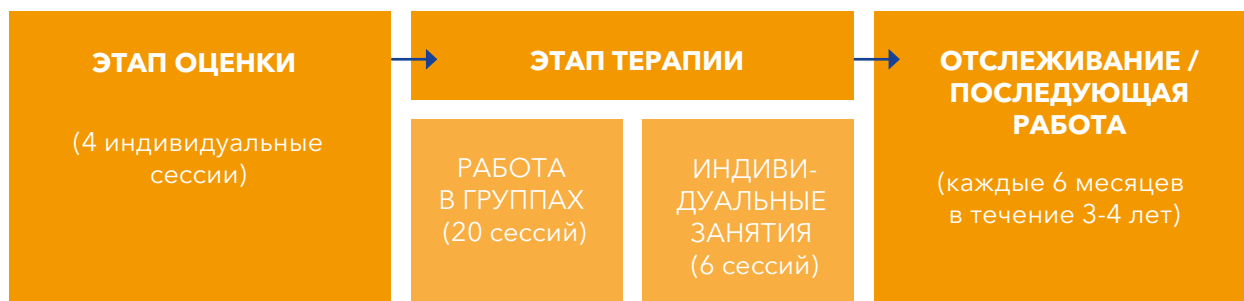 ЭТАП ОЦЕНКИ
(4 индивидуальные
сессии)
ЭТАП ТЕРАПИИ
РАБОТА
В ГРУППАХ
(20 сессий)
ИНДИВИ-
ДУАЛЬНЫЕ
ЗАНЯТИЯ
(6 сессий)
ОТСЛЕЖИВАНИЕ /
ПОСЛЕДУЮЩАЯ
РАБОТА
(каждые 6 месяцев
в течение 3-4 лет)